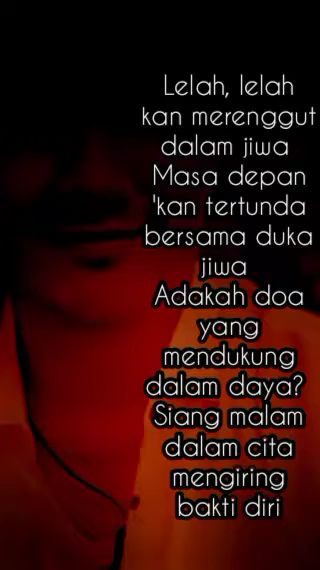 Lelah, lelah
kan merenggut
dalam jiwa
Masa depan
'kan tertunda
bersama duka
jiwa
Adakah doa
yang
mendukung
dalam daya?
Siang malam
dalam cita
mengiring
bakti diri